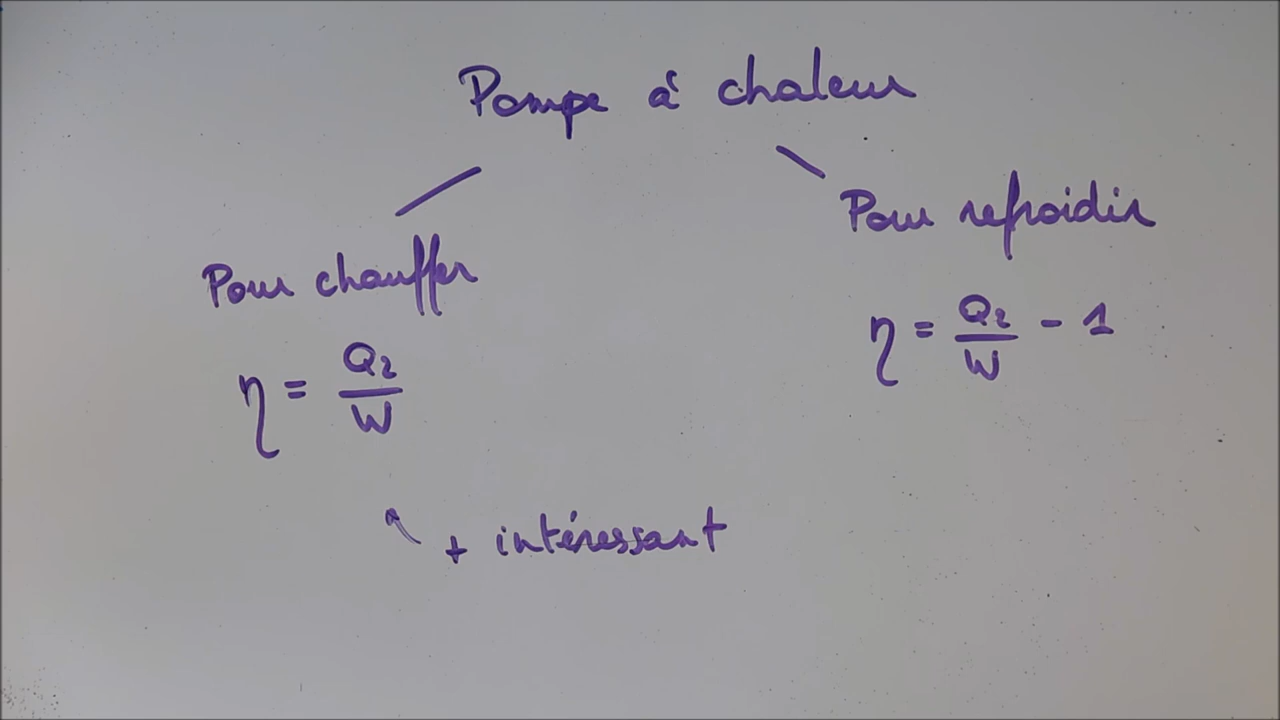 Pompe à chaleur
Pour chauffer
η = Q₂/W
Pour refroidir
η = Q₂/W - 1
+ intéressant